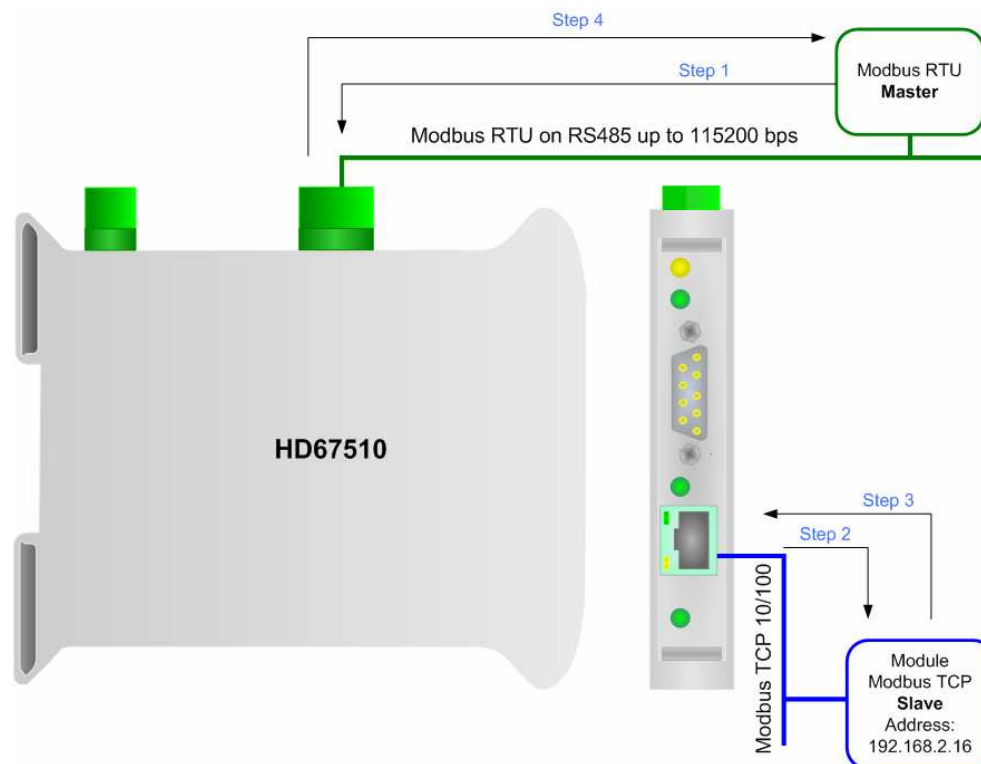 Step 4
Step 1
Modbus RTU
Master
Modbus RTU on RS485 up to 115200 bps
HD67510
Step 3
Step 2
Modbus TCP 10/100
Module
Modbus TCP
Slave
Address:
192.168.2.16